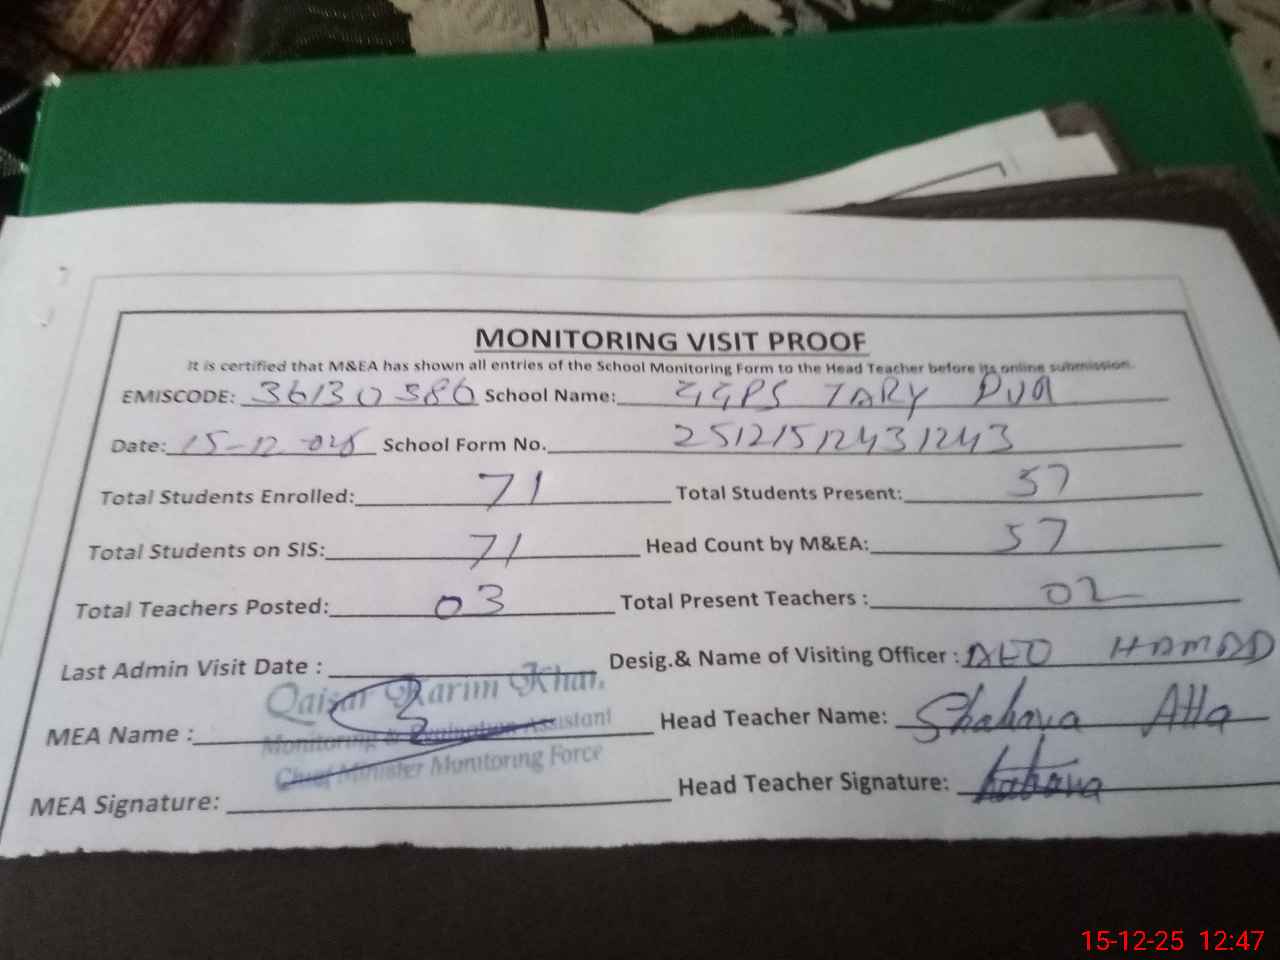 MONITORING VISIT PROOF
It is certified that M&EA has shown all entries of the School Monitoring Form to the Head Teacher before its online submission.
EMISCODE: 36130386 School Name: GGPS TARY PUA
Date: 15-12-025 School Form No. 25121512431243
Total Students Enrolled: 71 Total Students Present: 57
Total Students on SIS: 71 Head Count by M&EA: 57
Total Teachers Posted: 03 Total Present Teachers : 02
Last Admin Visit Date : Desig.& Name of Visiting Officer : AEO HAMAD
Qaisar Karim Khan
MEA Name : Head Teacher Name: Shahana Atta
Monitoring & Evaluation Assistant
Chief Minister Monitoring Force
MEA Signature: Head Teacher Signature:
15-12-25 12:47